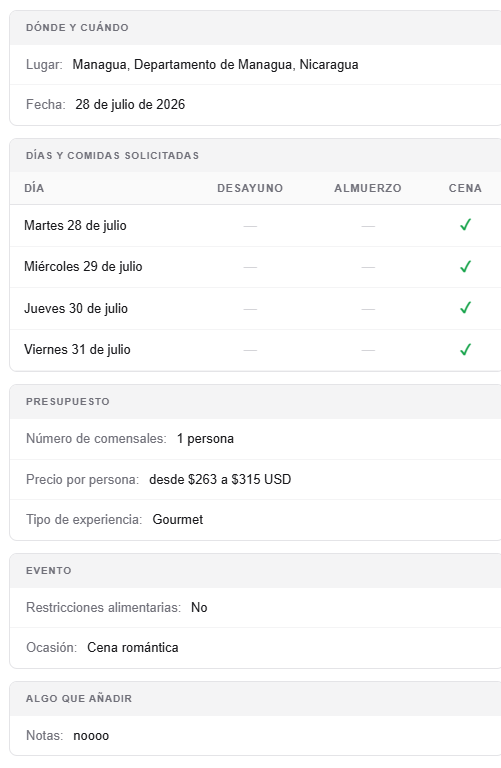 DÓNDE Y CUÁNDO
Lugar: Managua, Departamento de Managua, Nicaragua
Fecha: 28 de julio de 2026
DÍAS Y COMIDAS SOLICITADAS
DÍA DESAYUNO ALMUERZO CENA
Martes 28 de julio — — ✓
Miércoles 29 de julio — — ✓
Jueves 30 de julio — — ✓
Viernes 31 de julio — — ✓
PRESUPUESTO
Número de comensales: 1 persona
Precio por persona: desde $263 a $315 USD
Tipo de experiencia: Gourmet
EVENTO
Restricciones alimentarias: No
Ocasión: Cena romántica
ALGO QUE AÑADIR
Notas: noooo